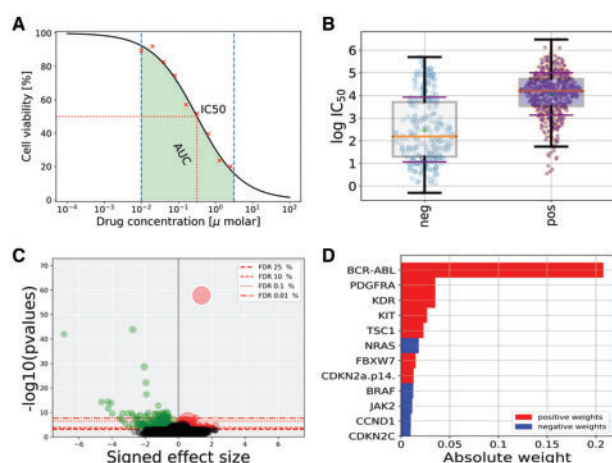 A
100
80
60
40
20
0
Cell viability [%]
IC50
AUC
10⁻⁴ 10⁻³ 10⁻² 10⁻¹ 10⁰ 10¹ 10²
Drug concentration [μ molar]
B
6
5
4
3
2
1
0
log IC₅₀
neg pos
C
70
60
50
40
30
20
10
0
-log10(pvalues)
FDR 25 %
FDR 10 %
FDR 0.1 %
FDR 0.01 %
-6 -4 -2 0 2 4 6
Signed effect size
D
BCR-ABL
PDGFRA
KDR
KIT
TSC1
NRAS
FBXW7
CDKN2a.p14.
BRAF
JAK2
CCND1
CDKN2C
positive weights
negative weights
0 0.05 0.1 0.15 0.2
Absolute weight